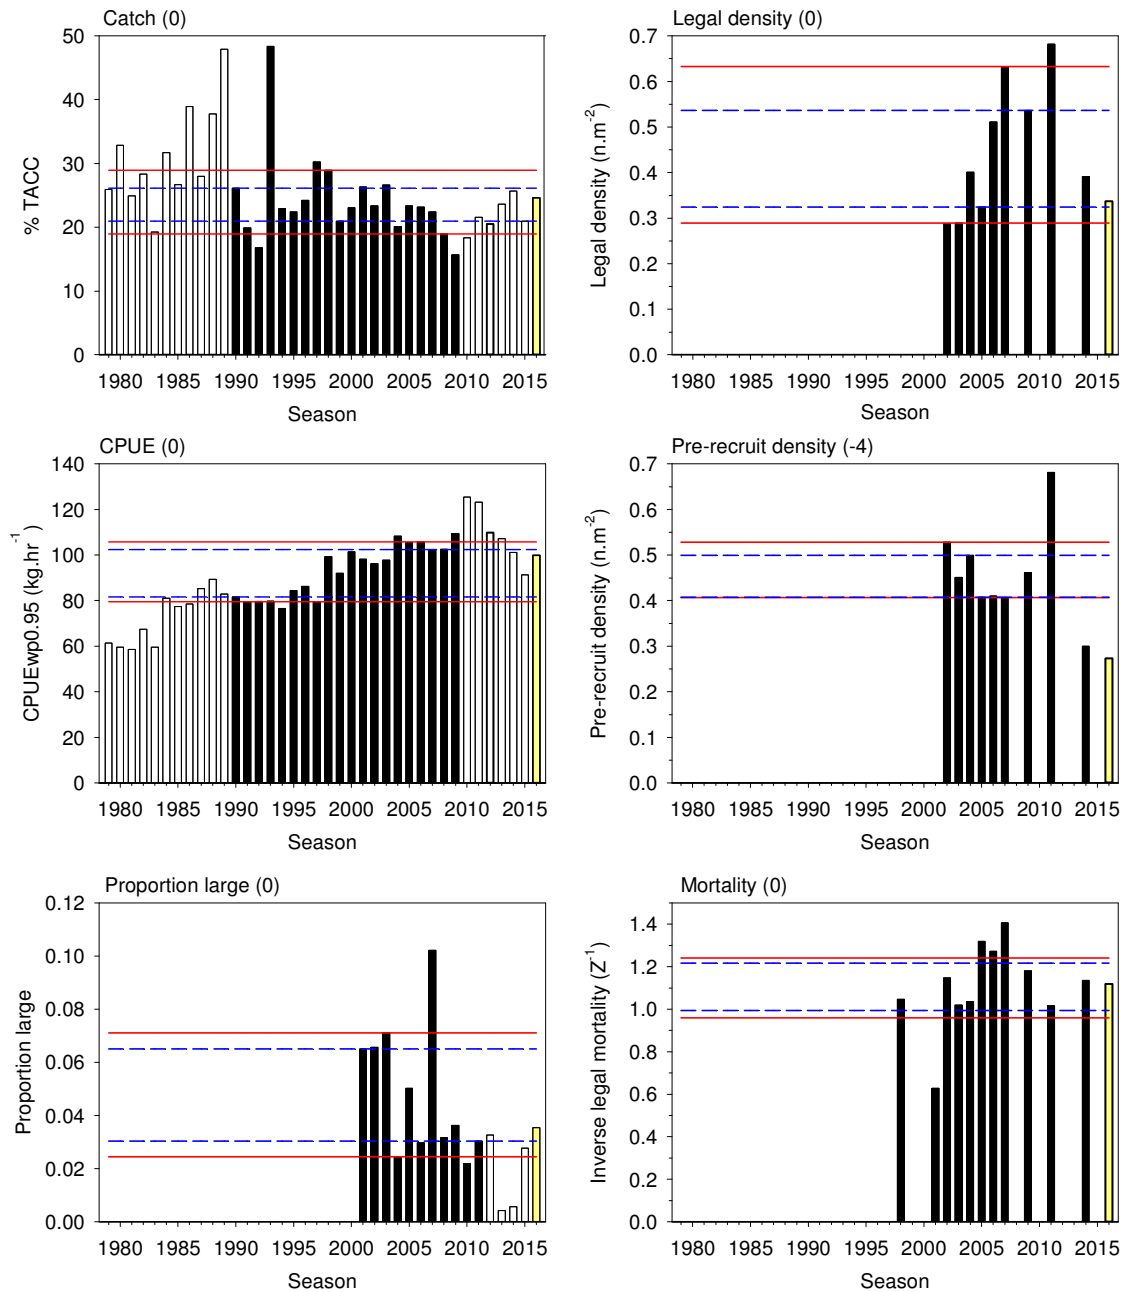 Catch (0)
50
40
30
20
10
0
% TACC
1980 1985 1990 1995 2000 2005 2010 2015
Season
Legal density (0)
0.7
0.6
0.5
0.4
0.3
0.2
0.1
0.0
Legal density (n.m-2)
1980 1985 1990 1995 2000 2005 2010 2015
Season
CPUE (0)
140
120
100
80
60
40
20
0
CPUEwp0.95 (kg.hr-1)
1980 1985 1990 1995 2000 2005 2010 2015
Season
Pre-recruit density (-4)
0.7
0.6
0.5
0.4
0.3
0.2
0.1
0.0
Pre-recruit density (n.m-2)
1980 1985 1990 1995 2000 2005 2010 2015
Season
Proportion large (0)
0.12
0.10
0.08
0.06
0.04
0.02
0.00
Proportion large
1980 1985 1990 1995 2000 2005 2010 2015
Season
Mortality (0)
1.4
1.2
1.0
0.8
0.6
0.4
0.2
0.0
Inverse legal mortality (Z-1)
1980 1985 1990 1995 2000 2005 2010 2015
Season